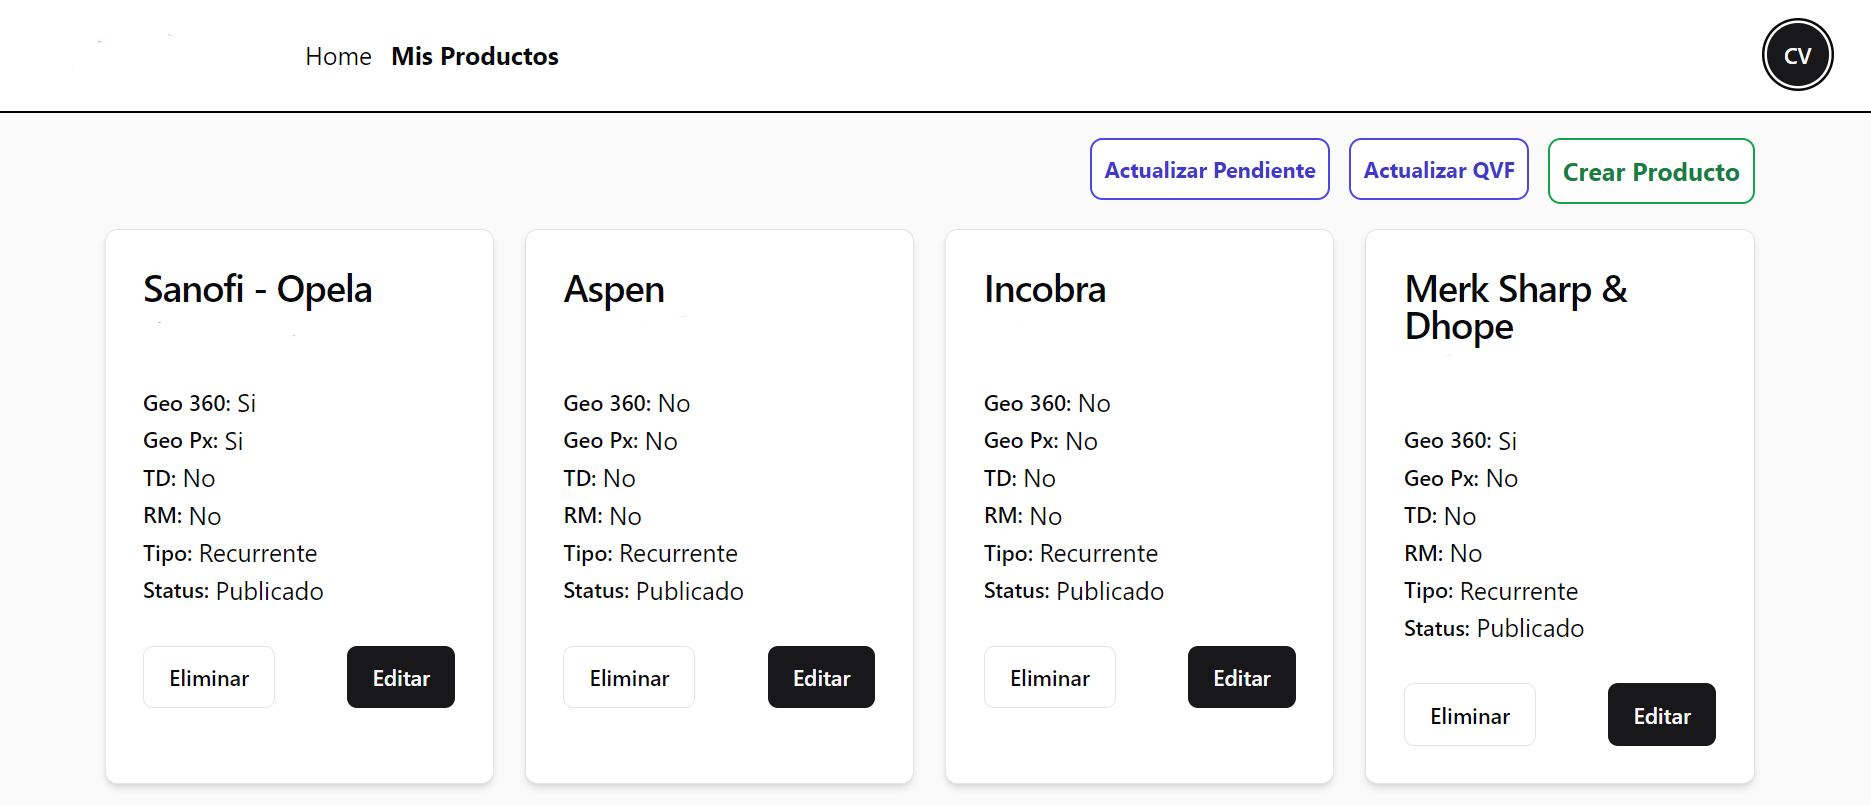 Home Mis Productos
CV
Actualizar Pendiente Actualizar QVF Crear Producto
Sanofi - Opela
Geo 360: Si
Geo Px: Si
TD: No
RM: No
Tipo: Recurrente
Status: Publicado
Eliminar Editar
Aspen
Geo 360: No
Geo Px: No
TD: No
RM: No
Tipo: Recurrente
Status: Publicado
Eliminar Editar
Incobra
Geo 360: No
Geo Px: No
TD: No
RM: No
Tipo: Recurrente
Status: Publicado
Eliminar Editar
Merk Sharp &
Dhope
Geo 360: Si
Geo Px: No
TD: No
RM: No
Tipo: Recurrente
Status: Publicado
Eliminar Editar